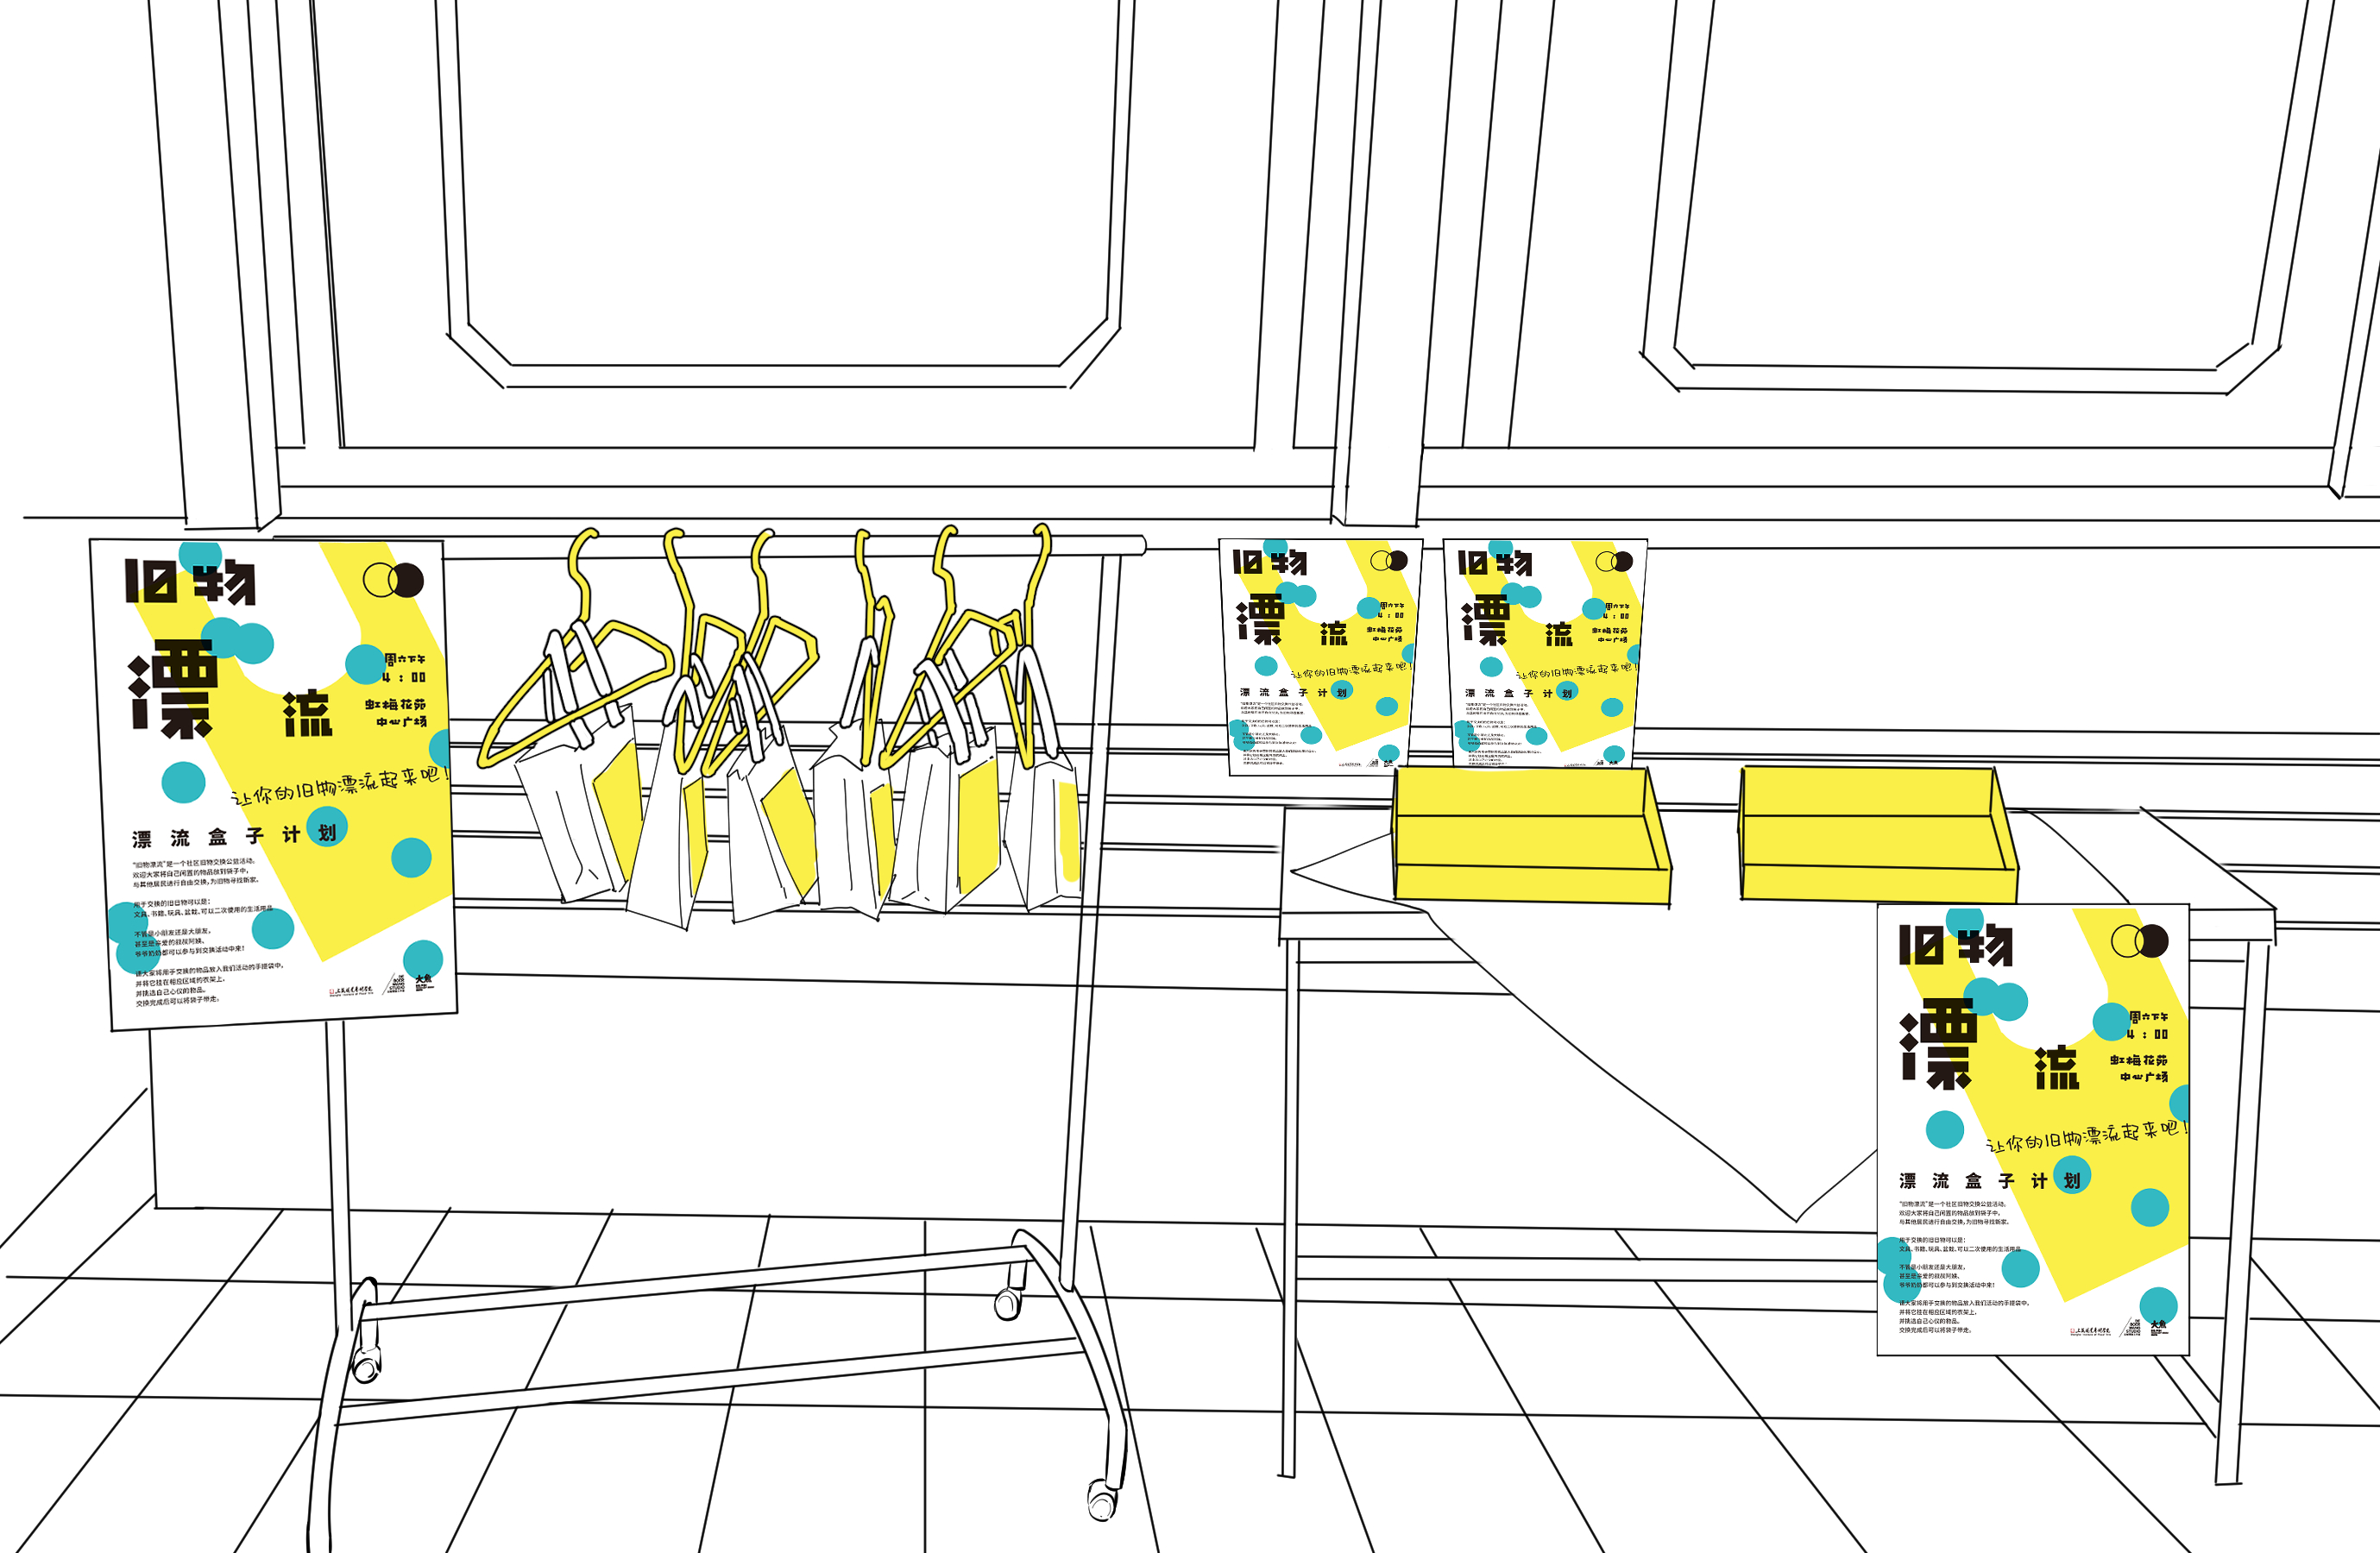 旧物
漂流
周六下午
4：00
虹梅花苑
中心广场
让你的旧物漂流起来吧！
漂流盒子计划
“旧物漂流”是一个社区旧物交换公益活动，
欢迎大家将自己闲置的物品放到袋子中，
与其他居民进行自由交换，为旧物寻找新家。
用于交换的旧日物可以是：
文具、书籍、玩具、盆栽、可以二次使用的生活用品
不管是小朋友还是大朋友，
甚至是亲爱的叔叔阿姨、
爷爷奶奶都可以参与到交换活动中来！
请大家将用于交换的物品放入我们活动的手提袋中，
并将它挂在相应区域的衣架上，
并挑选自己心仪的物品。
交换完成后可以将袋子带走。
大魚
旧物
漂流
周六下午
4：00
虹梅花苑
中心广场
让你的旧物漂流起来吧！
漂流盒子计划
旧物
漂流
周六下午
4：00
虹梅花苑
中心广场
让你的旧物漂流起来吧！
漂流盒子计划
旧物
漂流
周六下午
4：00
虹梅花苑
中心广场
让你的旧物漂流起来吧！
漂流盒子计划
“旧物漂流”是一个社区旧物交换公益活动，
欢迎大家将自己闲置的物品放到袋子中，
与其他居民进行自由交换，为旧物寻找新家。
用于交换的旧日物可以是：
文具、书籍、玩具、盆栽、可以二次使用的生活用品
不管是小朋友还是大朋友，
甚至是亲爱的叔叔阿姨、
爷爷奶奶都可以参与到交换活动中来！
请大家将用于交换的物品放入我们活动的手提袋中，
并将它挂在相应区域的衣架上，
并挑选自己心仪的物品。
交换完成后可以将袋子带走。
大魚